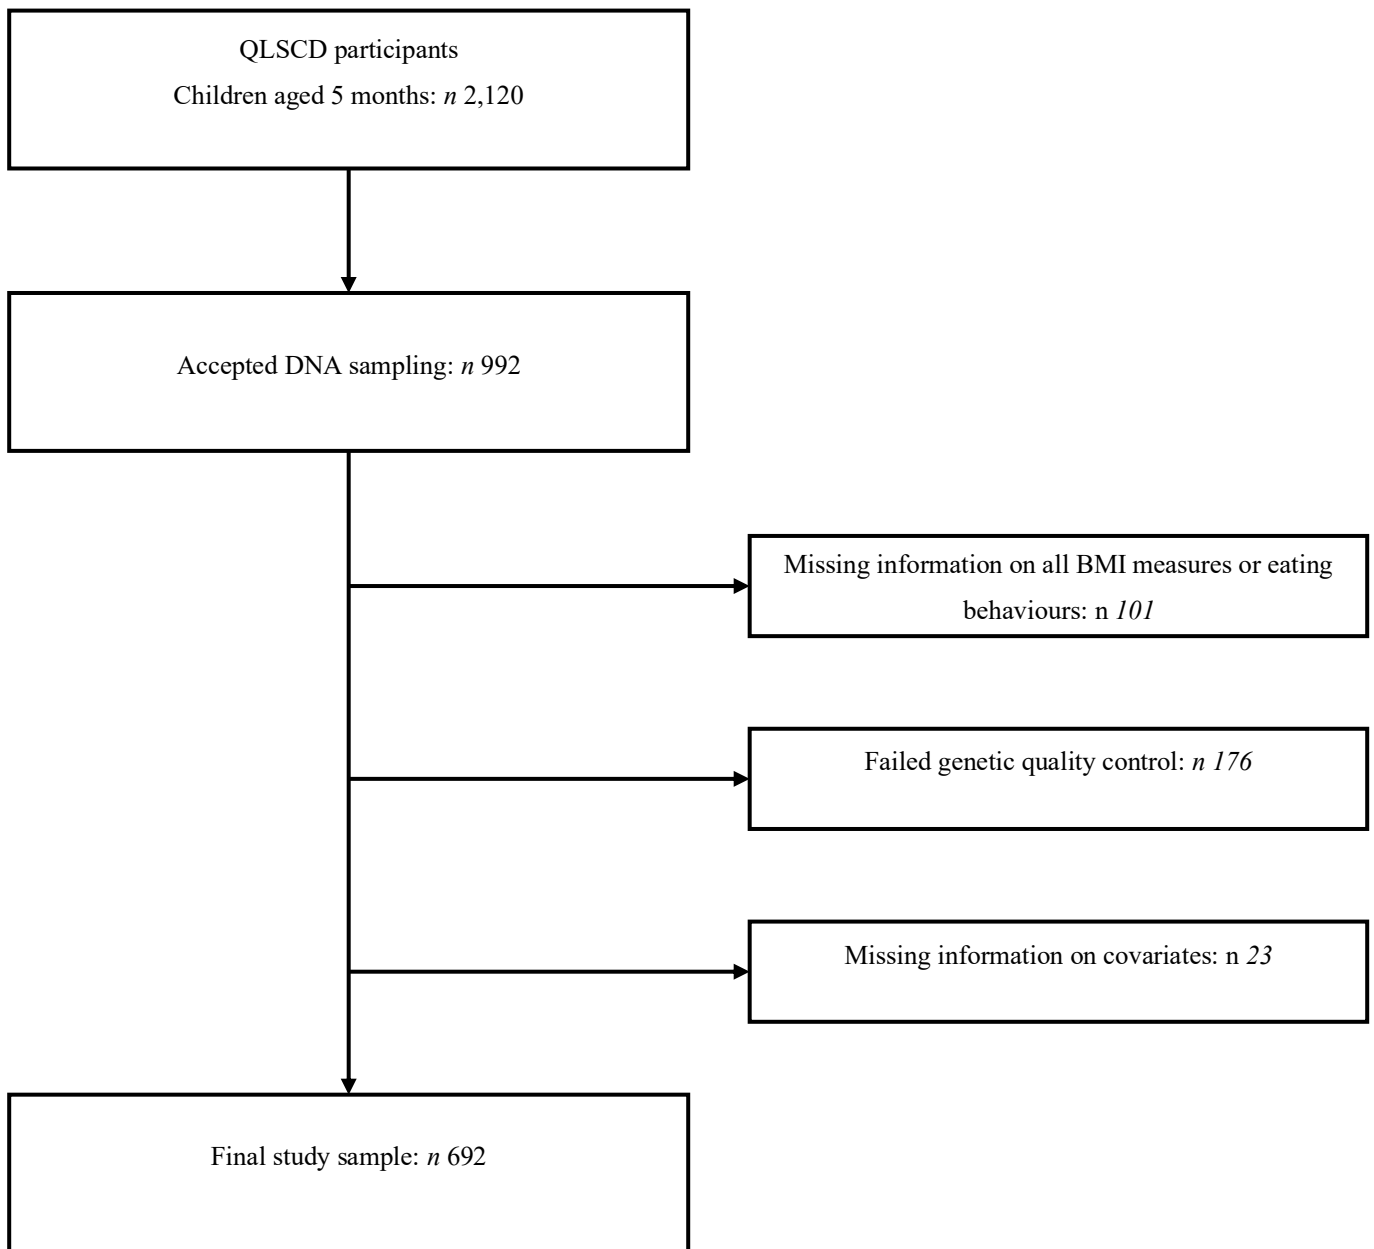 QLSCD participants
Children aged 5 months: n 2,120
Accepted DNA sampling: n 992
Missing information on all BMI measures or eating
behaviours: n 101
Failed genetic quality control: n 176
Missing information on covariates: n 23
Final study sample: n 692